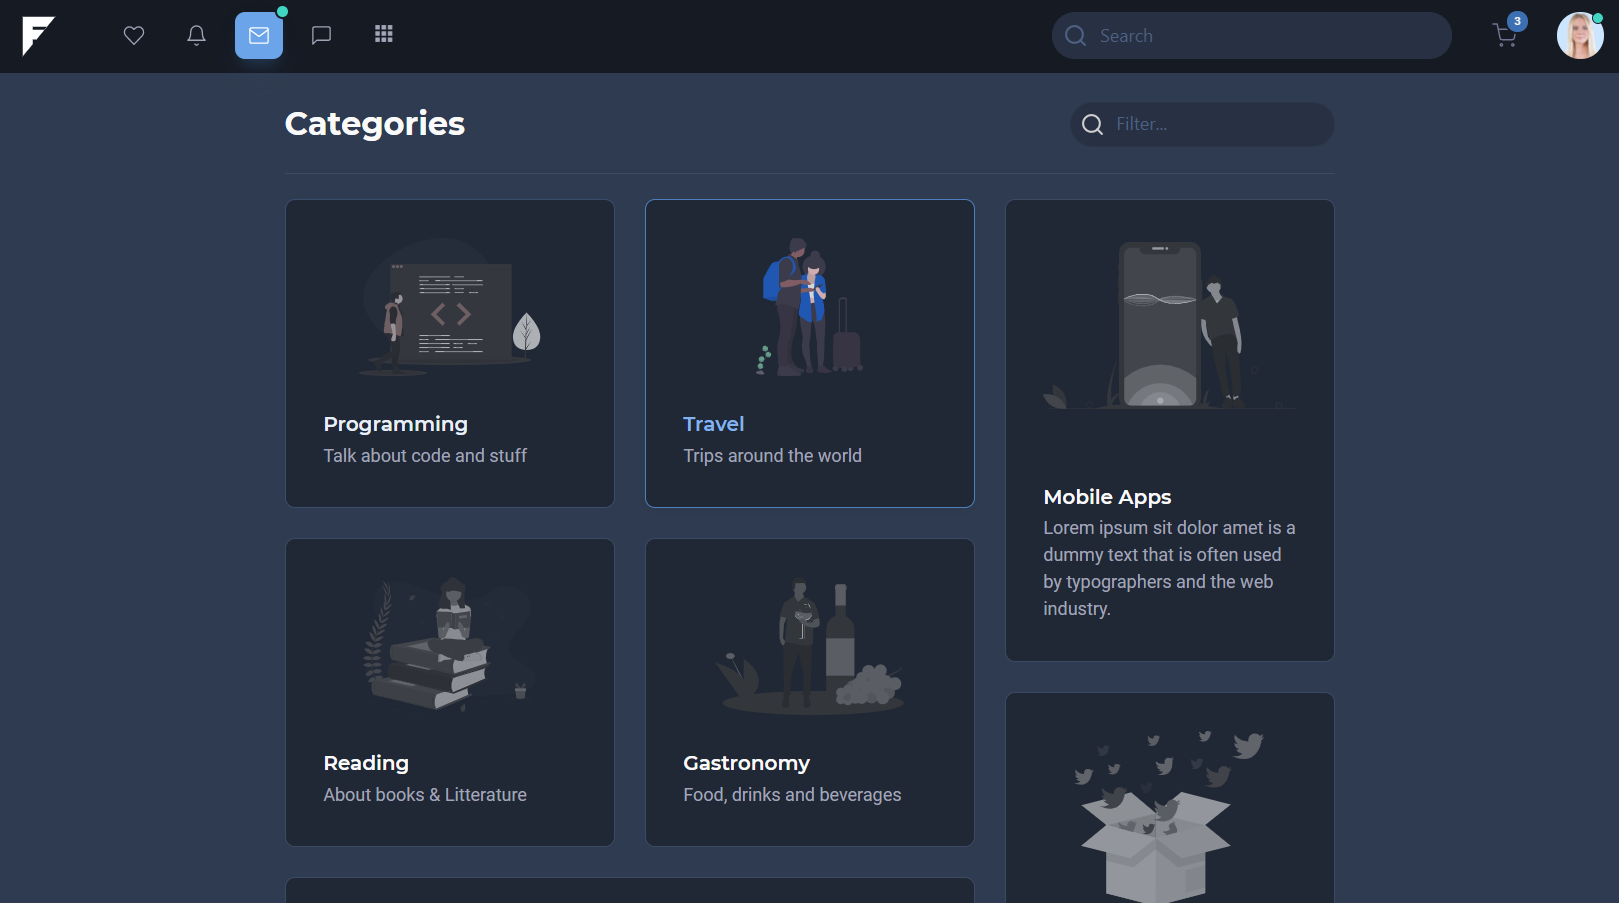 Search
3
Categories
Filter...
Programming
Talk about code and stuff
Travel
Trips around the world
Mobile Apps
Lorem ipsum sit dolor amet is a
dummy text that is often used
by typographers and the web
industry.
Reading
About books & Litterature
Gastronomy
Food, drinks and beverages